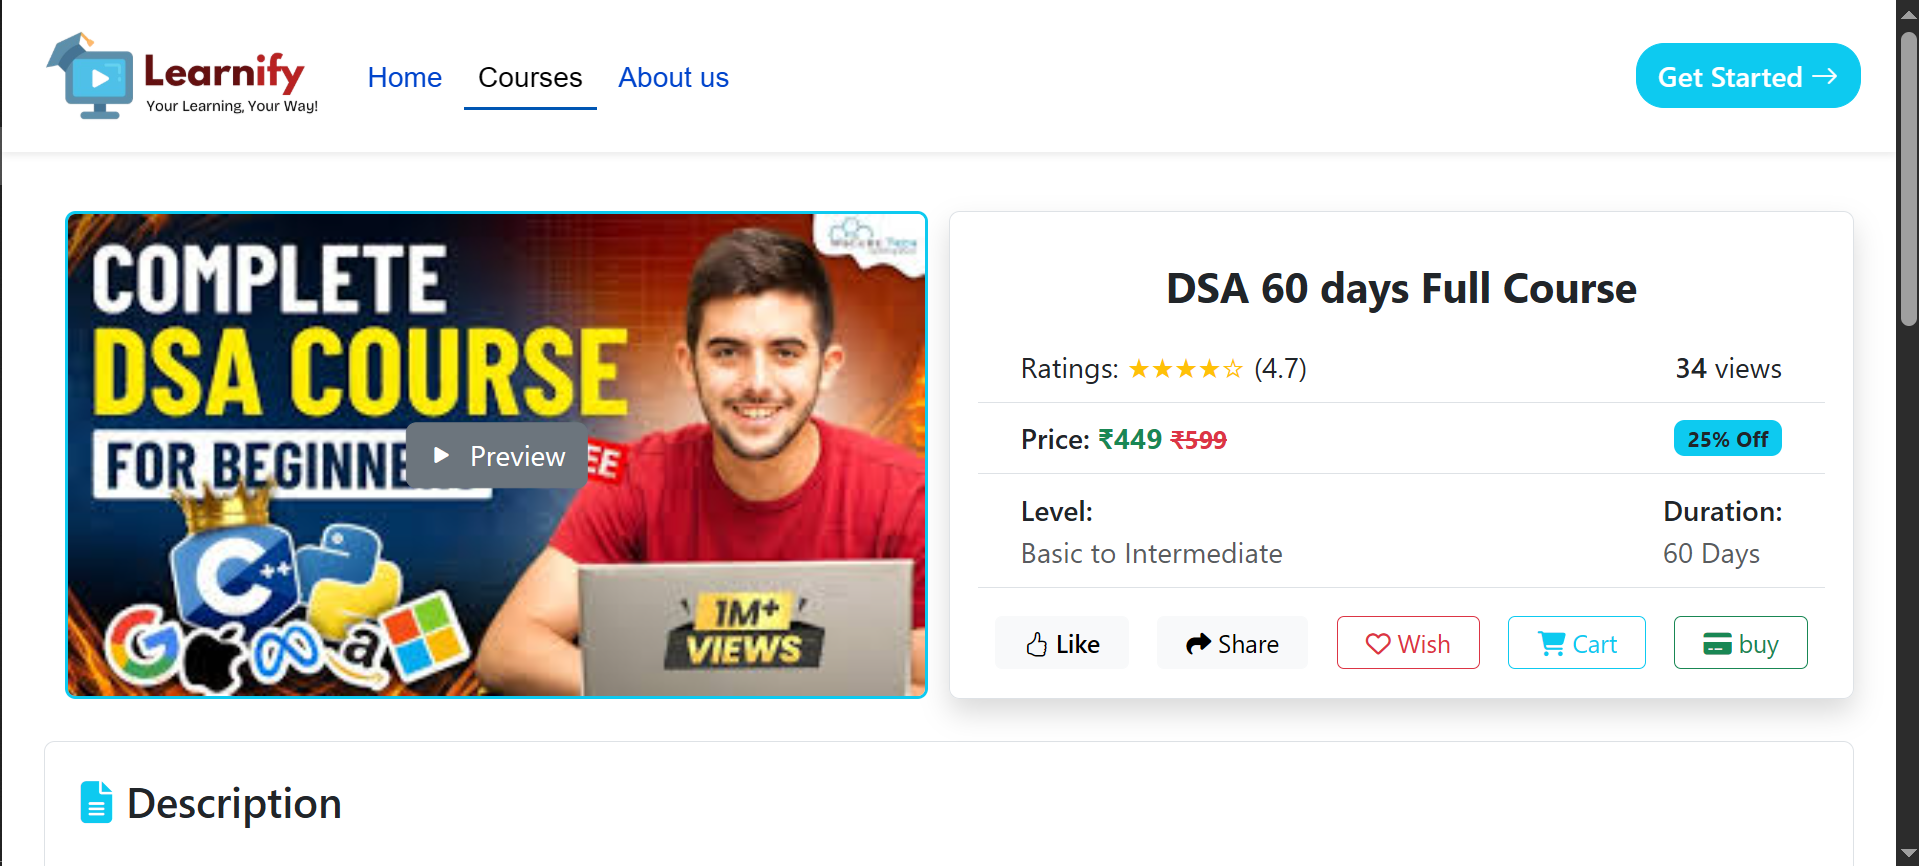 Learnify
Your Learning, Your Way!
Home Courses About us
Get Started
COMPLETE
DSA COURSE
FOR
Preview
C++
1M+
VIEWS
DSA 60 days Full Course
Ratings: ★★★★☆ (4.7) 34 views
Price: ₹449 ₹599 25% Off
Level: Duration:
Basic to Intermediate 60 Days
Like Share Wish Cart buy
Description